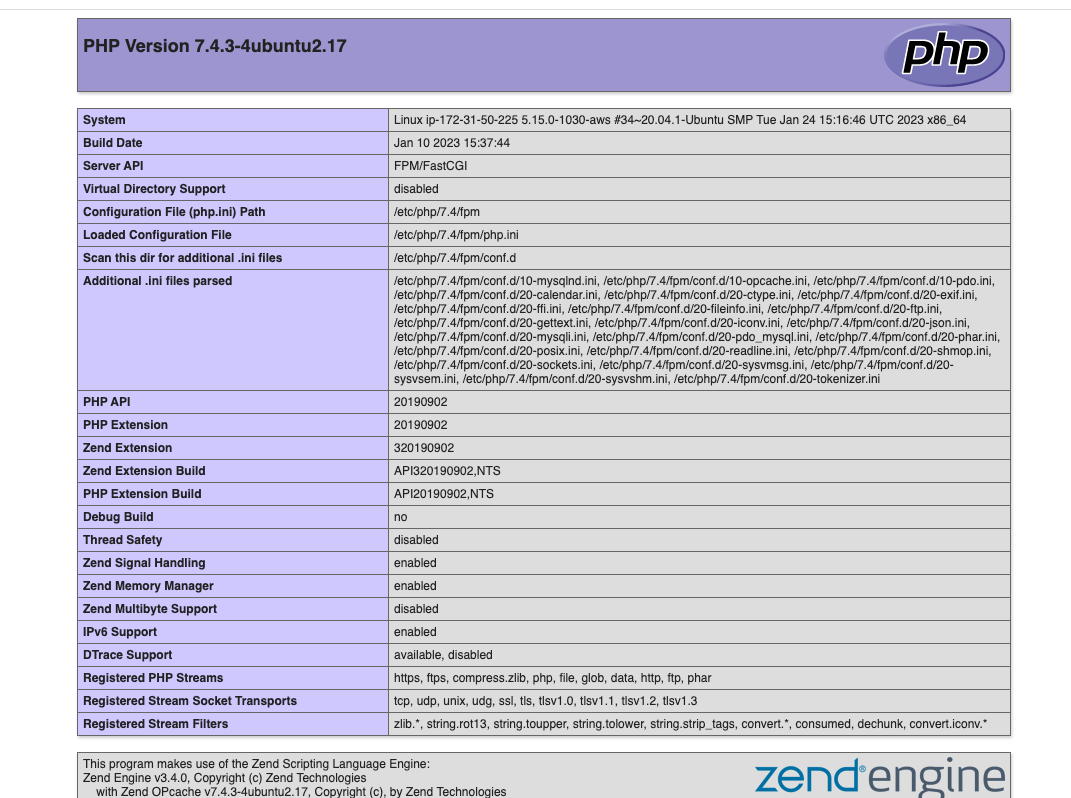 PHP Version 7.4.3-4ubuntu2.17
php
System Linux ip-172-31-50-225 5.15.0-1030-aws #34~20.04.1-Ubuntu SMP Tue Jan 24 15:16:46 UTC 2023 x86_64
Build Date Jan 10 2023 15:37:44
Server API FPM/FastCGI
Virtual Directory Support disabled
Configuration File (php.ini) Path /etc/php/7.4/fpm
Loaded Configuration File /etc/php/7.4/fpm/php.ini
Scan this dir for additional .ini files /etc/php/7.4/fpm/conf.d
Additional .ini files parsed /etc/php/7.4/fpm/conf.d/10-mysqlnd.ini, /etc/php/7.4/fpm/conf.d/10-opcache.ini, /etc/php/7.4/fpm/conf.d/10-pdo.ini,
/etc/php/7.4/fpm/conf.d/20-calendar.ini, /etc/php/7.4/fpm/conf.d/20-ctype.ini, /etc/php/7.4/fpm/conf.d/20-exif.ini,
/etc/php/7.4/fpm/conf.d/20-ffi.ini, /etc/php/7.4/fpm/conf.d/20-fileinfo.ini, /etc/php/7.4/fpm/conf.d/20-ftp.ini,
/etc/php/7.4/fpm/conf.d/20-gettext.ini, /etc/php/7.4/fpm/conf.d/20-iconv.ini, /etc/php/7.4/fpm/conf.d/20-json.ini,
/etc/php/7.4/fpm/conf.d/20-mysqli.ini, /etc/php/7.4/fpm/conf.d/20-pdo_mysql.ini, /etc/php/7.4/fpm/conf.d/20-phar.ini,
/etc/php/7.4/fpm/conf.d/20-posix.ini, /etc/php/7.4/fpm/conf.d/20-readline.ini, /etc/php/7.4/fpm/conf.d/20-shmop.ini,
/etc/php/7.4/fpm/conf.d/20-sockets.ini, /etc/php/7.4/fpm/conf.d/20-sysvmsg.ini, /etc/php/7.4/fpm/conf.d/20-
sysvsem.ini, /etc/php/7.4/fpm/conf.d/20-sysvshm.ini, /etc/php/7.4/fpm/conf.d/20-tokenizer.ini
PHP API 20190902
PHP Extension 20190902
Zend Extension 320190902
Zend Extension Build API320190902,NTS
PHP Extension Build API20190902,NTS
Debug Build no
Thread Safety disabled
Zend Signal Handling enabled
Zend Memory Manager enabled
Zend Multibyte Support disabled
IPv6 Support enabled
DTrace Support available, disabled
Registered PHP Streams https, ftps, compress.zlib, php, file, glob, data, http, ftp, phar
Registered Stream Socket Transports tcp, udp, unix, udg, ssl, tls, tlsv1.0, tlsv1.1, tlsv1.2, tlsv1.3
Registered Stream Filters zlib.*, string.rot13, string.toupper, string.tolower, string.strip_tags, convert.*, consumed, dechunk, convert.iconv.*
This program makes use of the Zend Scripting Language Engine:
Zend Engine v3.4.0, Copyright (c) Zend Technologies
with Zend OPcache v7.4.3-4ubuntu2.17, Copyright (c), by Zend Technologies
zend® engine